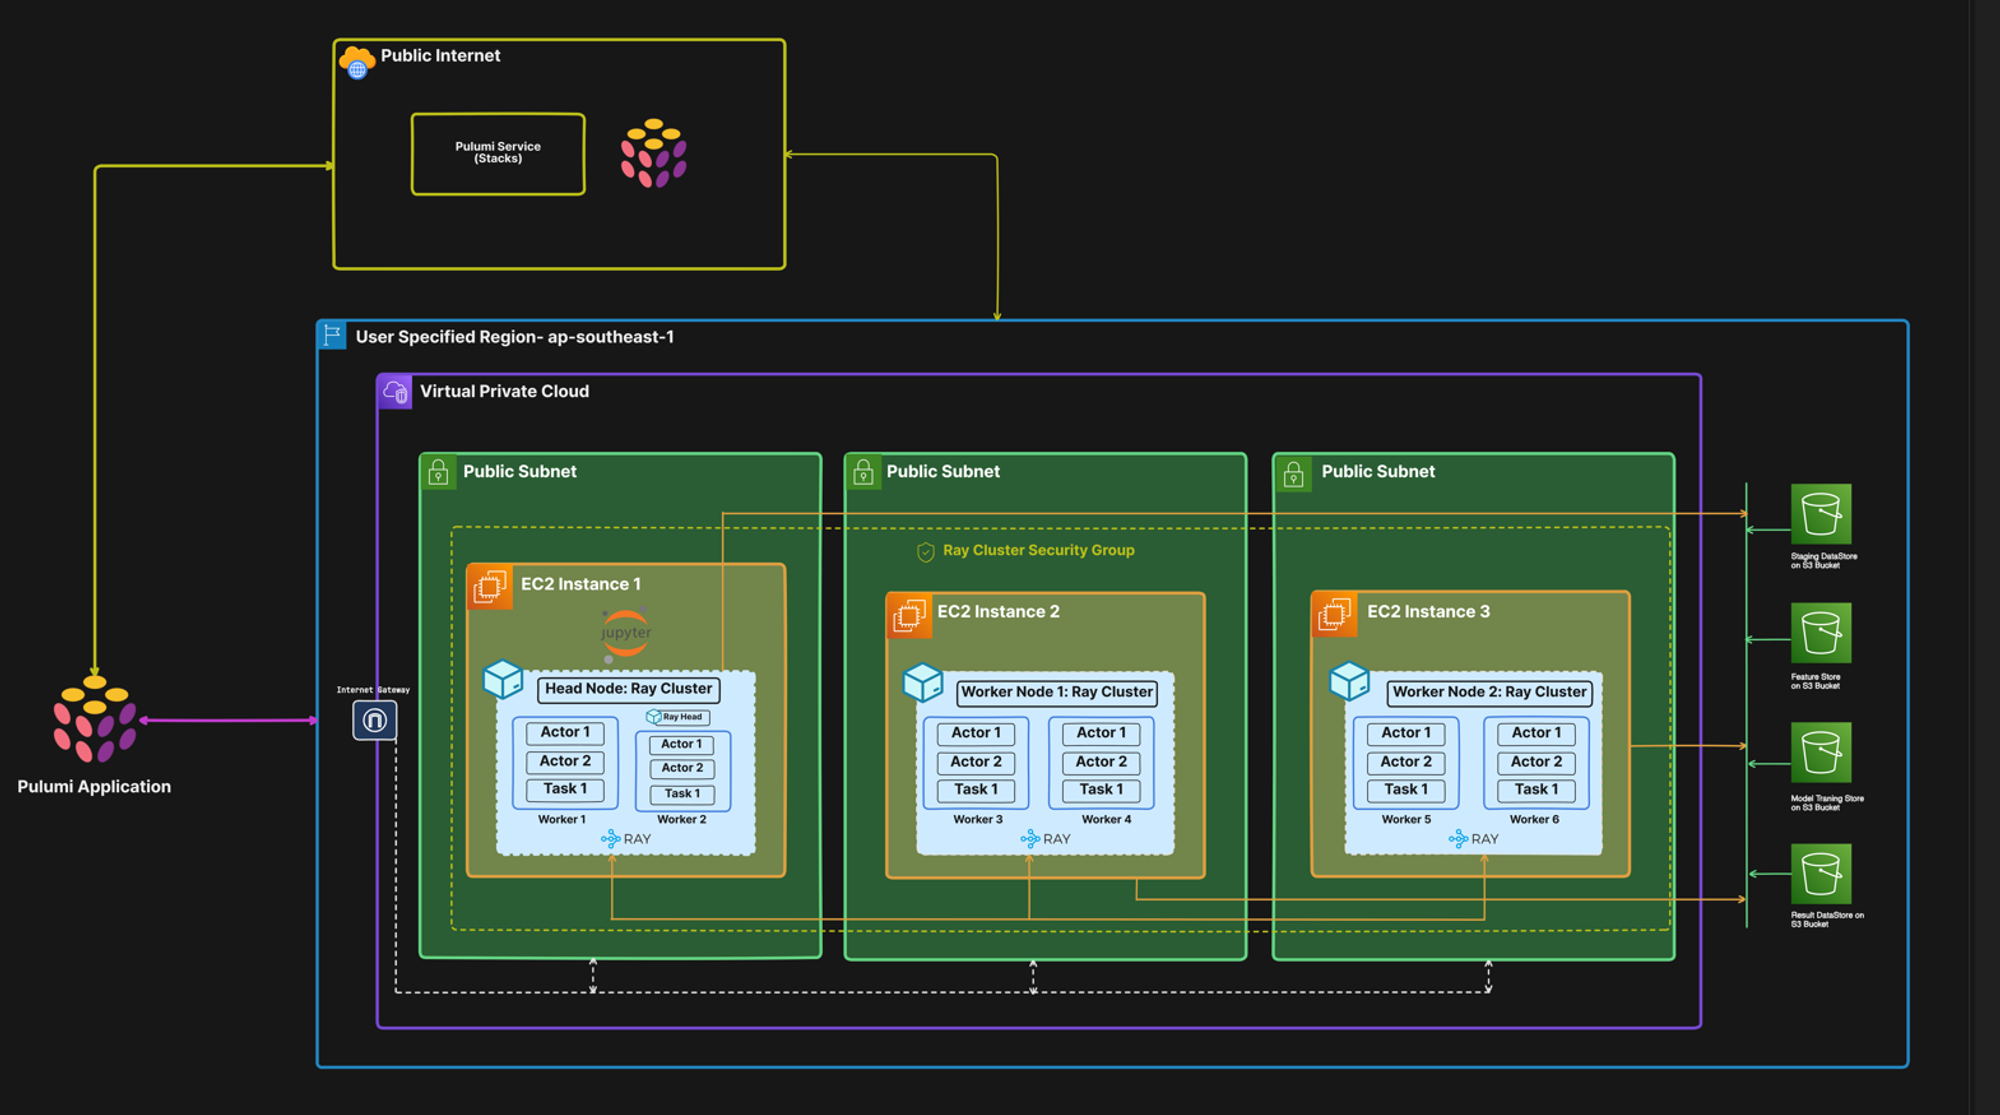 Public Internet
Pulumi Service
(Stacks)
User Specified Region- ap-southeast-1
Virtual Private Cloud
Public Subnet
Public Subnet
Public Subnet
Ray Cluster Security Group
EC2 Instance 1
jupyter
Head Node: Ray Cluster
Ray Head
Actor 1
Actor 2
Task 1
Worker 1
Actor 1
Actor 2
Task 1
Worker 2
RAY
EC2 Instance 2
Worker Node 1: Ray Cluster
Actor 1
Actor 2
Task 1
Worker 3
Actor 1
Actor 2
Task 1
Worker 4
RAY
EC2 Instance 3
Worker Node 2: Ray Cluster
Actor 1
Actor 2
Task 1
Worker 5
Actor 1
Actor 2
Task 1
Worker 6
RAY
Internet Gateway
Pulumi Application
Staging DataStore
on S3 Bucket
Feature Store
on S3 Bucket
Model Traning Store
on S3 Bucket
Result DataStore on
S3 Bucket